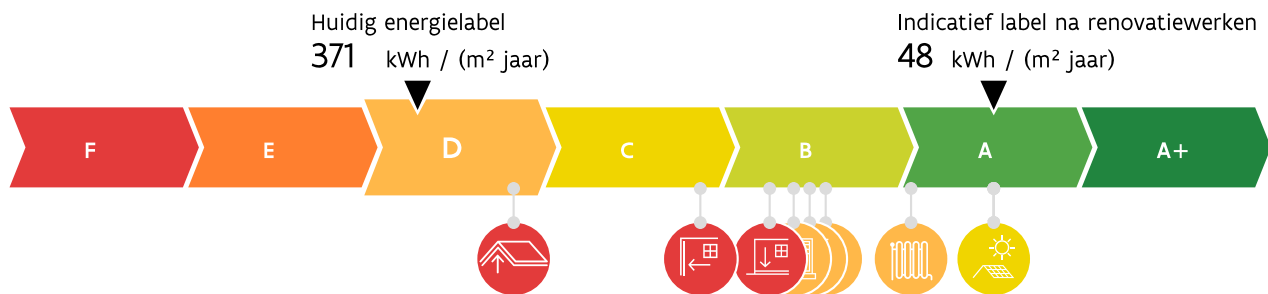 Huidig energielabel
371 kWh / (m² jaar)
Indicatief label na renovatiewerken
48 kWh / (m² jaar)
F
E
D
C
B
A
A+